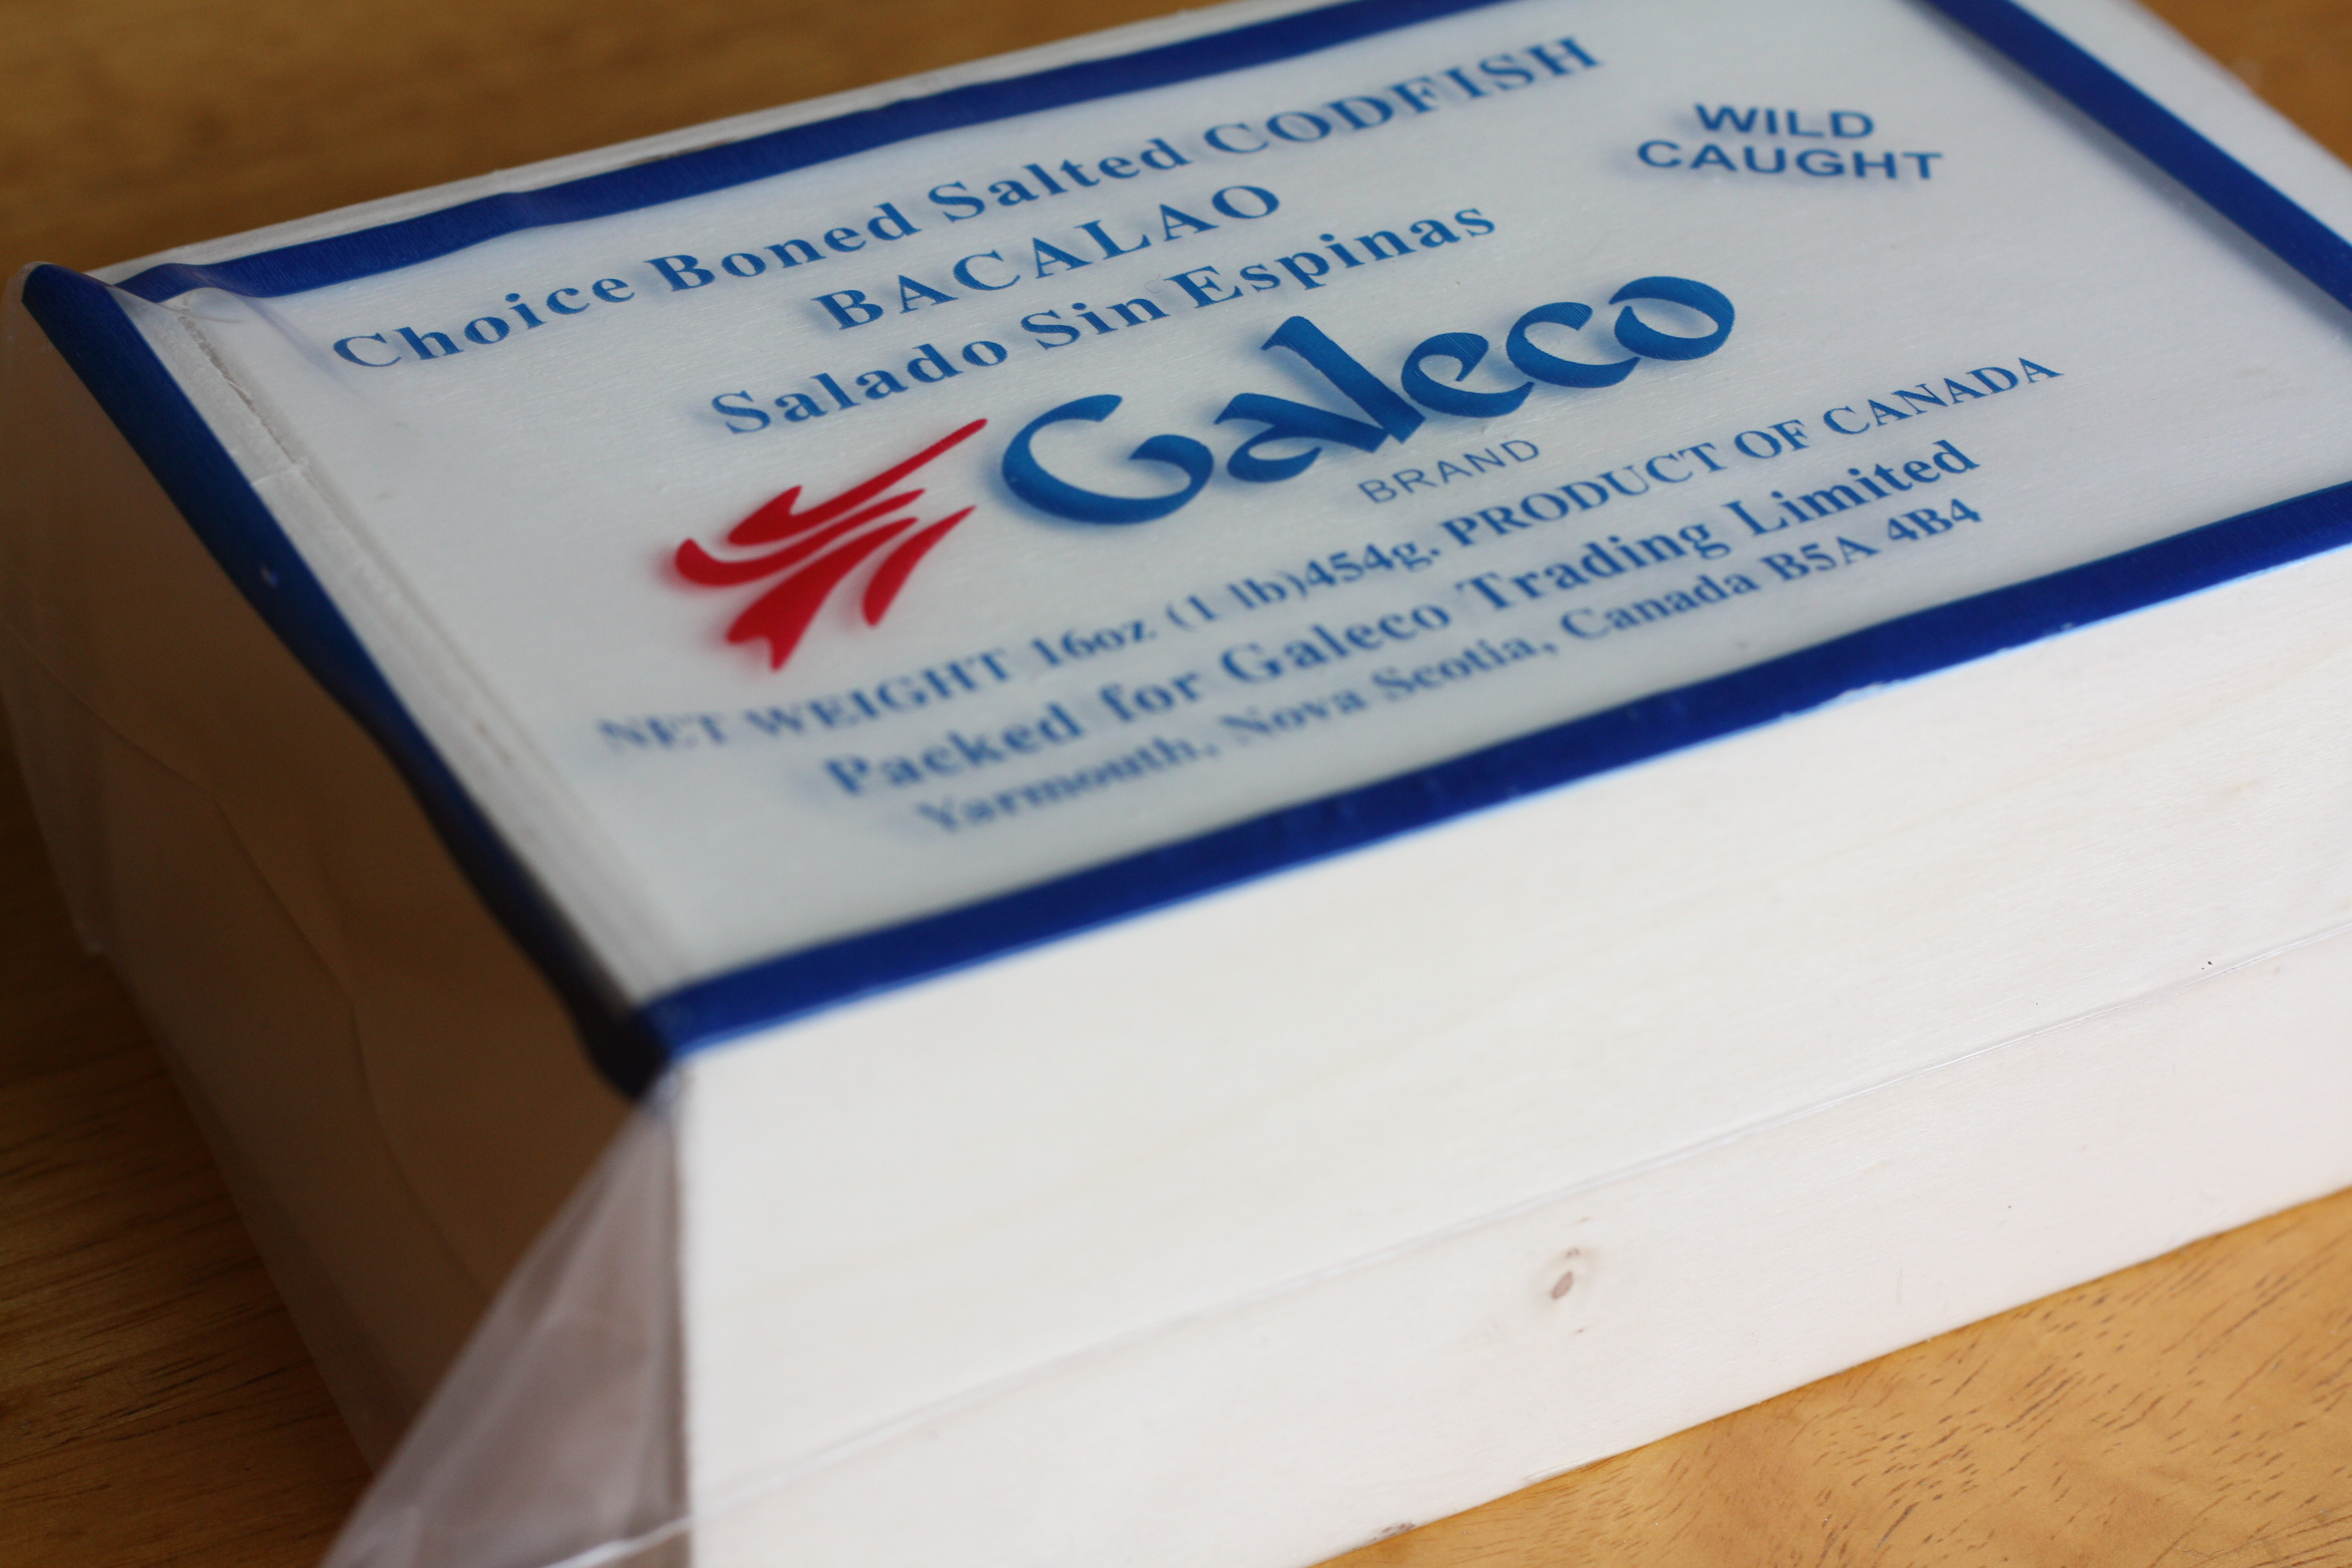 Choice Boned Salted CODFISH
WILD
CAUGHT
BACALAO
Salado Sin Espinas
Galeco
BRAND
NET WEIGHT 16oz (1 lb)454g. PRODUCT OF CANADA
Packed for Galeco Trading Limited
Yarmouth, Nova Scotia, Canada B5A 4B4